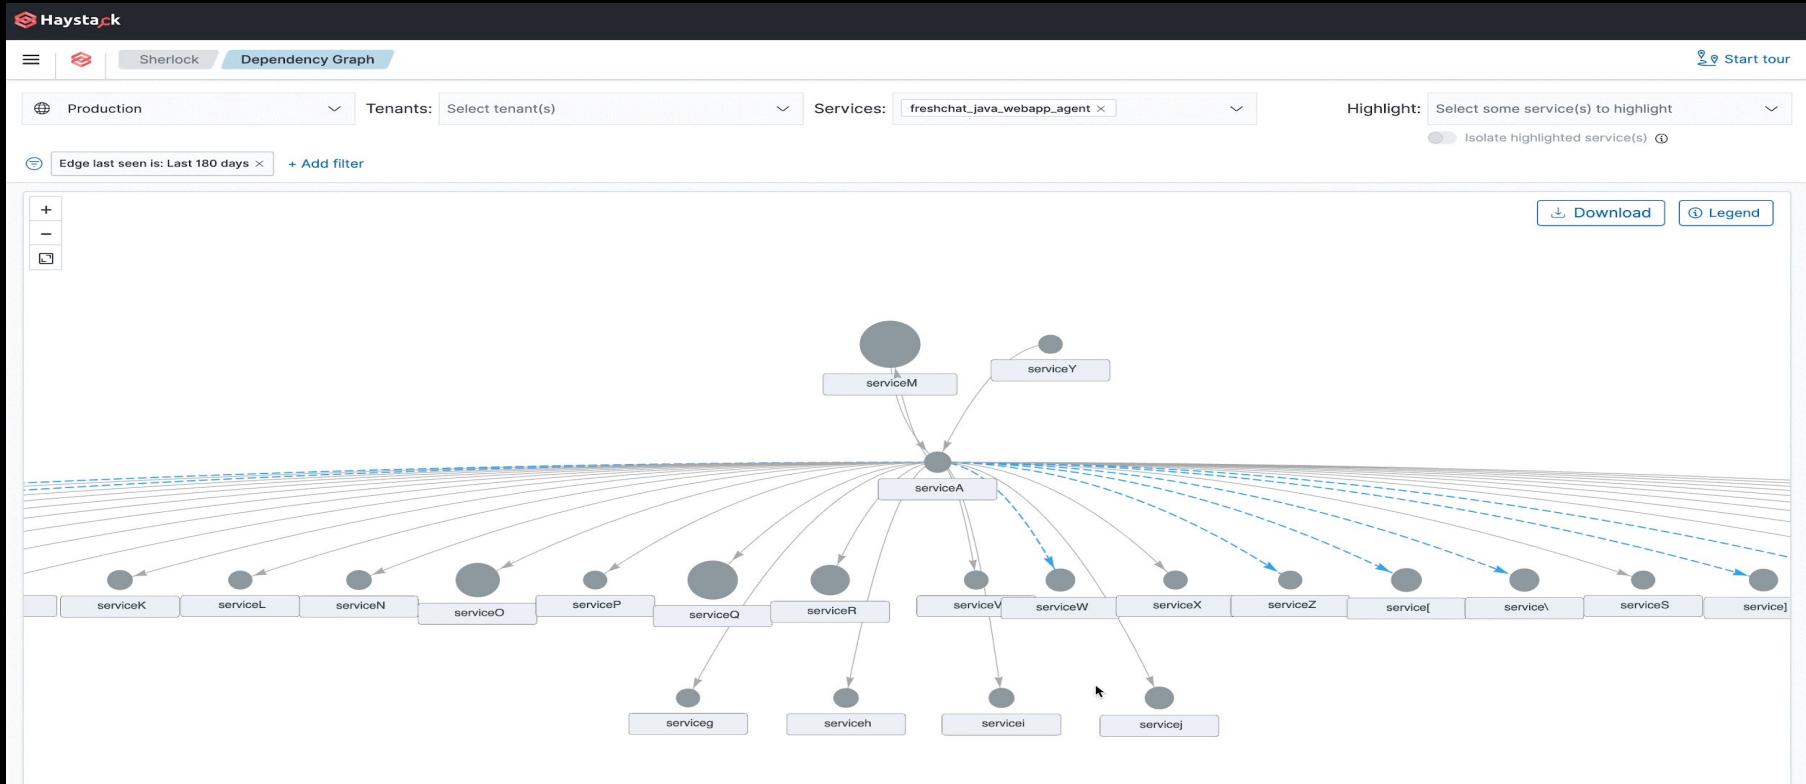 Haystack
Sherlock
Dependency Graph
Start tour
Production
Tenants: Select tenant(s)
Services: freshchat_java_webapp_agent ×
Highlight: Select some service(s) to highlight
Isolate highlighted service(s)
Edge last seen is: Last 180 days ×
+ Add filter
+
−
Download
Legend
serviceM
serviceY
serviceA
serviceK
serviceL
serviceN
serviceO
serviceP
serviceQ
serviceR
serviceV
serviceW
serviceX
serviceZ
service[
service\
serviceS
service]
serviceg
serviceh
servicei
servicej